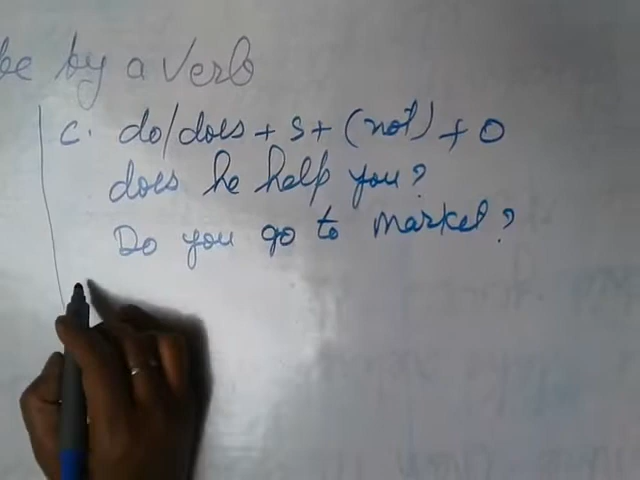 be by a verb
c. do/does + s + (not) + o
does he help you?
Do you go to market?